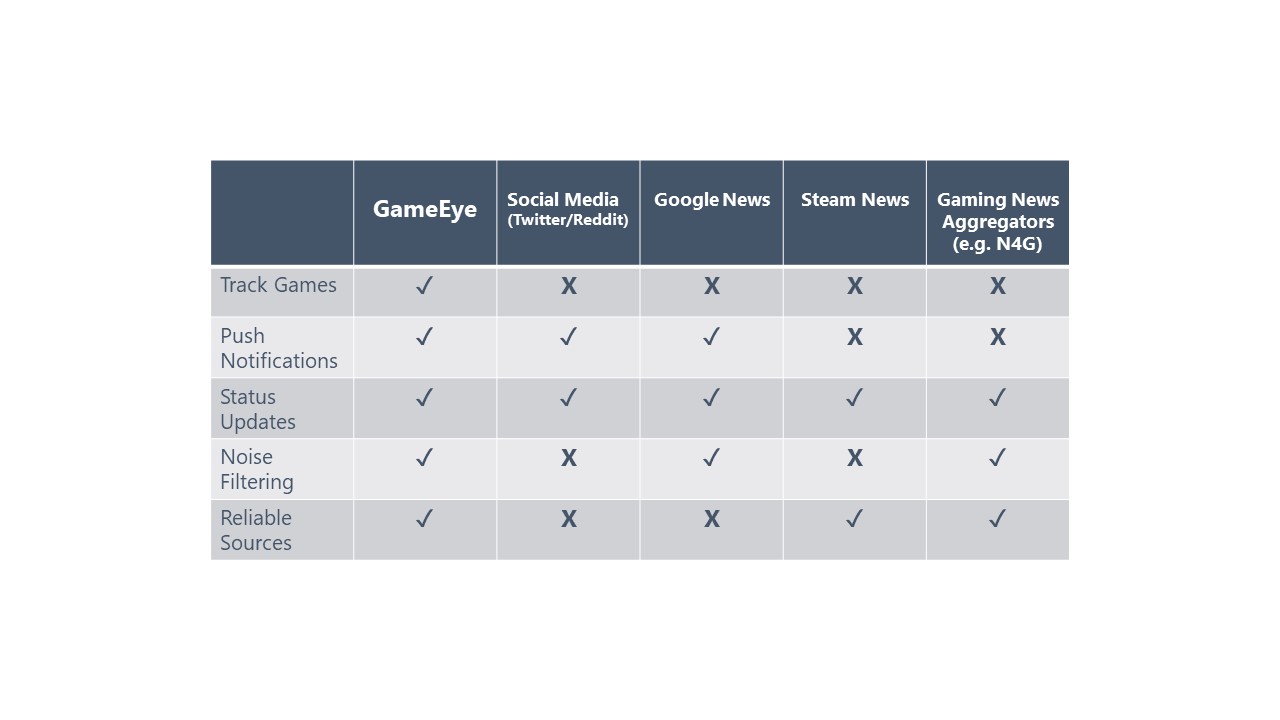 GameEye
Social Media
(Twitter/Reddit)
Google News
Steam News
Gaming News
Aggregators
(e.g. N4G)
Track Games ✓ X X X X
Push
Notifications ✓ ✓ ✓ X X
Status
Updates ✓ ✓ ✓ ✓ ✓
Noise
Filtering ✓ X ✓ X ✓
Reliable
Sources ✓ X X ✓ ✓